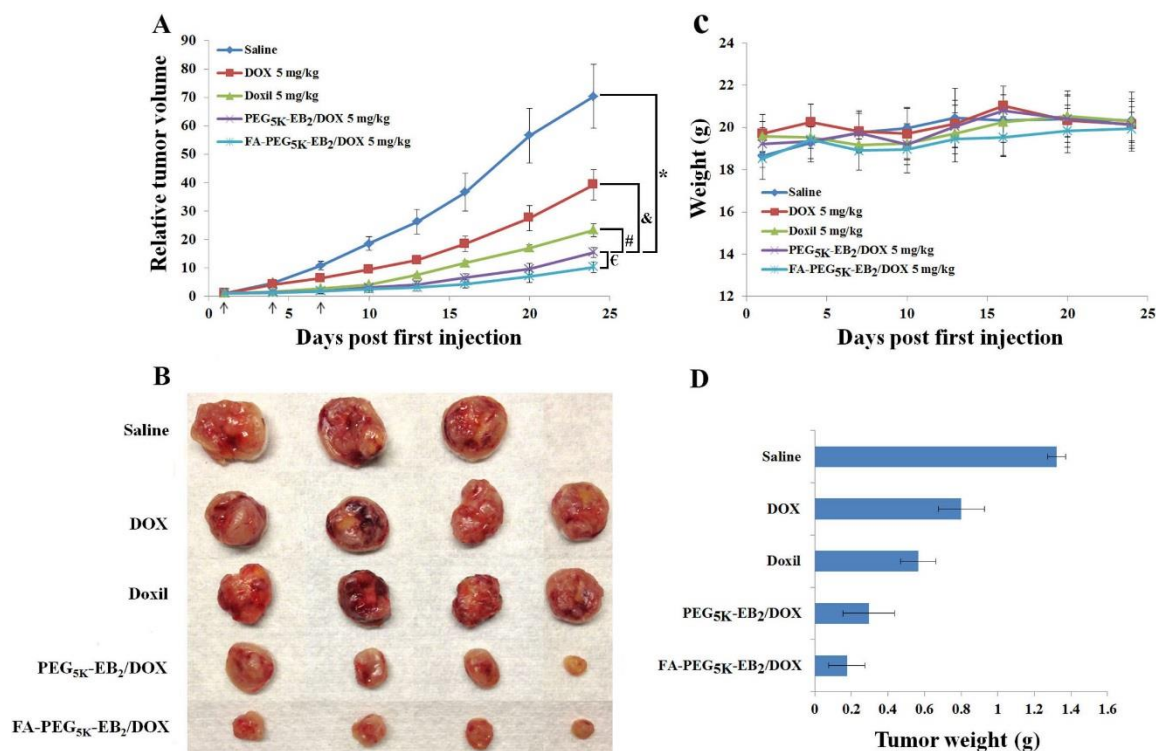 A
Relative tumor volume
90
80
70
60
50
40
30
20
10
0
Saline
DOX 5 mg/kg
Doxil 5 mg/kg
PEG5K-EB2/DOX 5 mg/kg
FA-PEG5K-EB2/DOX 5 mg/kg
*
&
#
€
0 5 10 15 20 25
Days post first injection
c
Weight (g)
24
22
20
18
16
14
12
Saline
DOX 5 mg/kg
Doxil 5 mg/kg
PEG5K-EB2/DOX 5 mg/kg
FA-PEG5K-EB2/DOX 5 mg/kg
0 5 10 15 20 25
Days post first injection
B
Saline
DOX
Doxil
PEG5K-EB2/DOX
FA-PEG5K-EB2/DOX
D
Saline
DOX
Doxil
PEG5K-EB2/DOX
FA-PEG5K-EB2/DOX
0 0.2 0.4 0.6 0.8 1 1.2 1.4 1.6
Tumor weight (g)